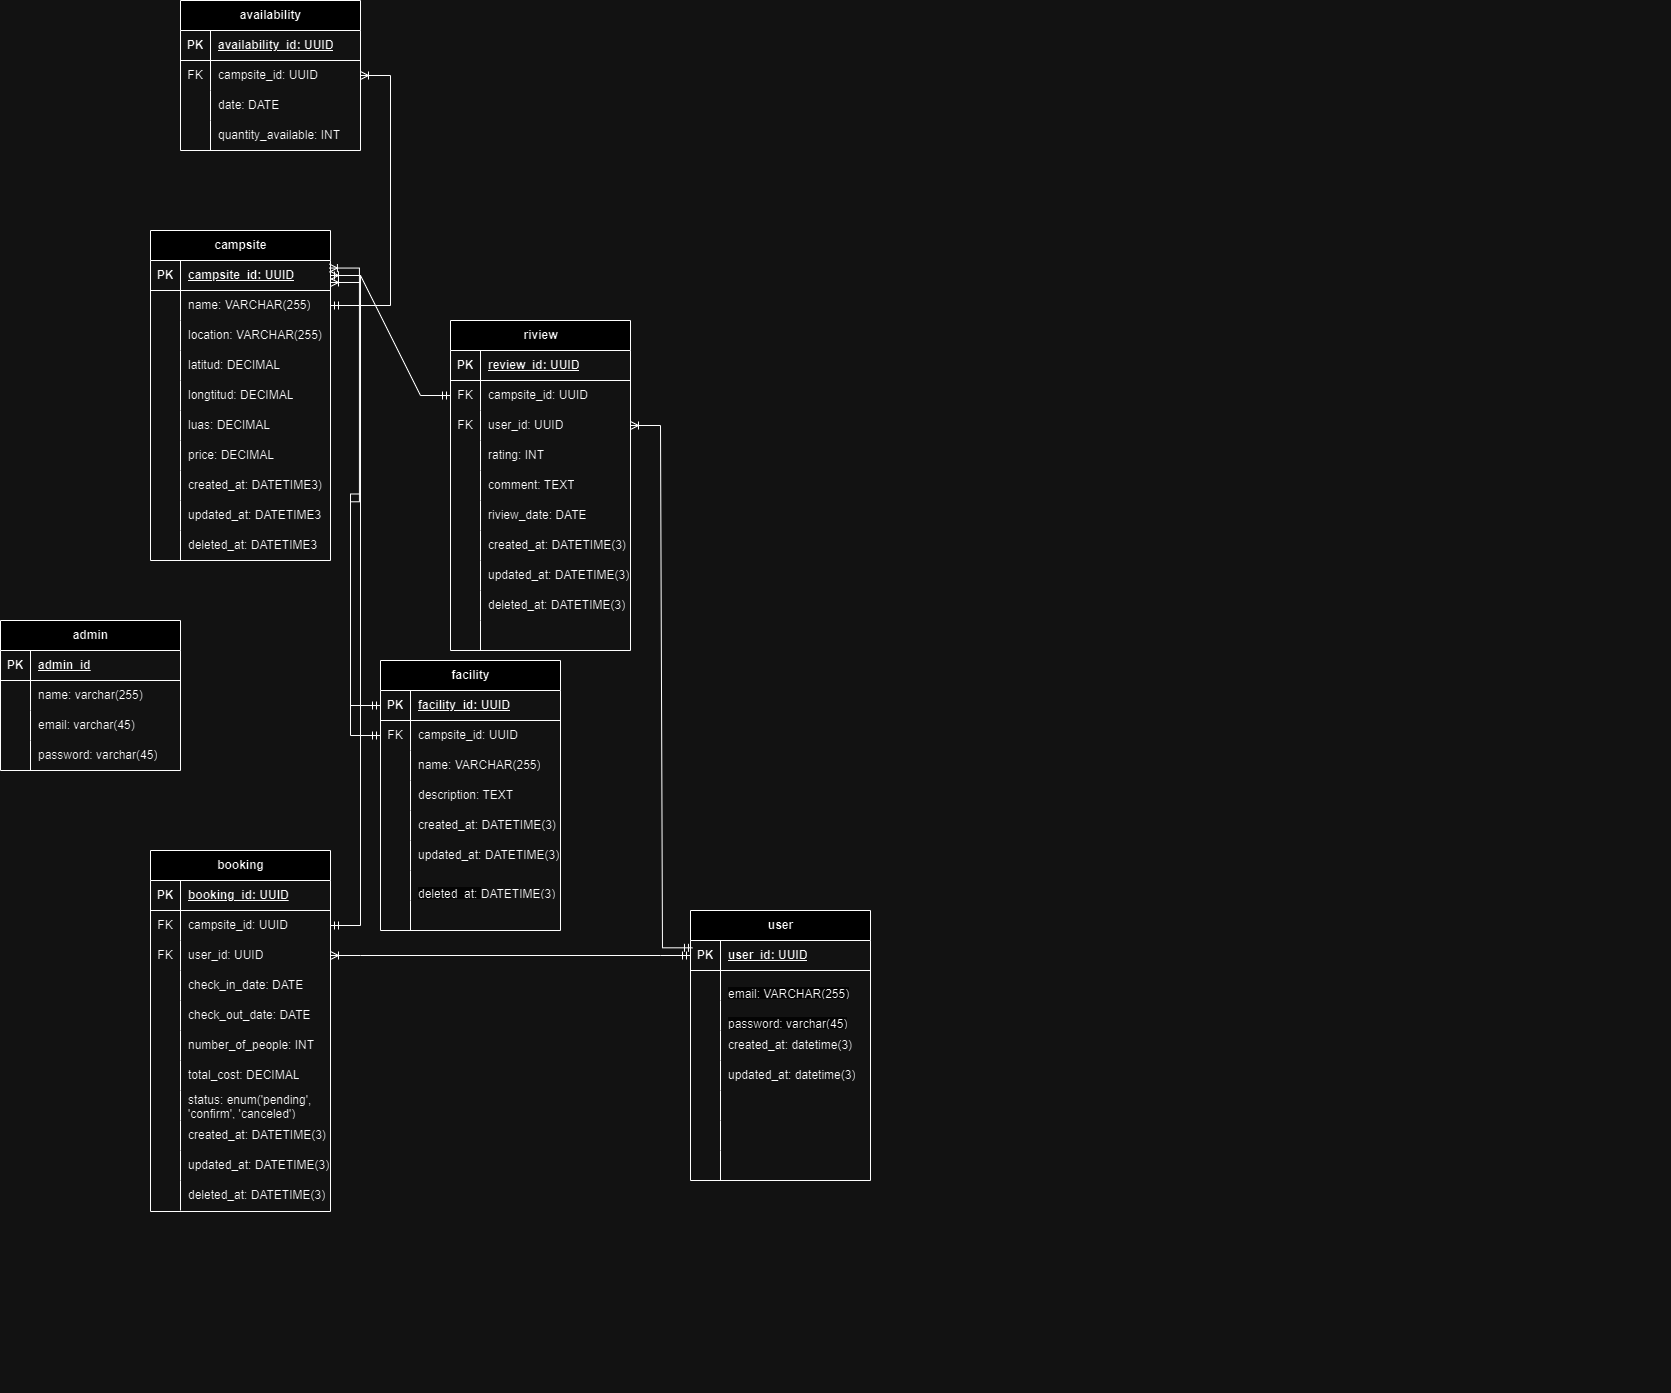 availability
PK availability_id: UUID
FK campsite_id: UUID
date: DATE
quantity_available: INT
campsite
PK campsite_id: UUID
name: VARCHAR(255)
location: VARCHAR(255)
latitud: DECIMAL
longtitud: DECIMAL
luas: DECIMAL
price: DECIMAL
created_at: DATETIME3)
updated_at: DATETIME3
deleted_at: DATETIME3
riview
PK review_id: UUID
FK campsite_id: UUID
FK user_id: UUID
rating: INT
comment: TEXT
riview_date: DATE
created_at: DATETIME(3)
updated_at: DATETIME(3)
deleted_at: DATETIME(3)
admin
PK admin_id
name: varchar(255)
email: varchar(45)
password: varchar(45)
facility
PK facility_id: UUID
FK campsite_id: UUID
name: VARCHAR(255)
description: TEXT
created_at: DATETIME(3)
updated_at: DATETIME(3)
deleted_at: DATETIME(3)
booking
PK booking_id: UUID
FK campsite_id: UUID
FK user_id: UUID
check_in_date: DATE
check_out_date: DATE
number_of_people: INT
total_cost: DECIMAL
status: enum('pending',
'confirm', 'canceled')
created_at: DATETIME(3)
updated_at: DATETIME(3)
deleted_at: DATETIME(3)
user
PK user_id: UUID
email: VARCHAR(255)
password: varchar(45)
created_at: datetime(3)
updated_at: datetime(3)